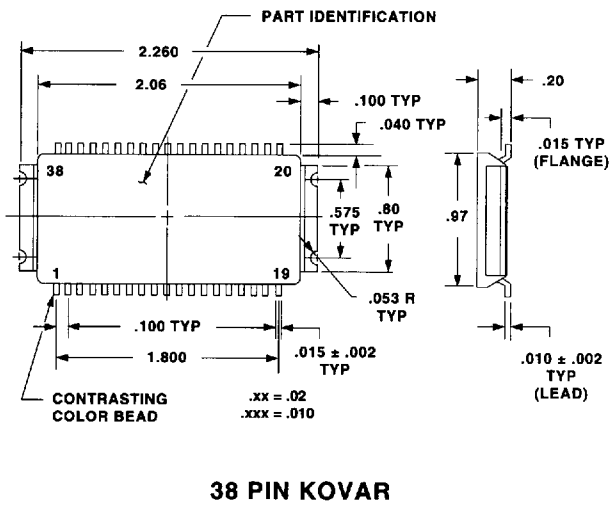 PART IDENTIFICATION
2.260
2.06
.20
.100 TYP
.040 TYP
.015 TYP
(FLANGE)
38
20
.575
TYP
.80
TYP
.97
1
19
.053 R
TYP
.100 TYP
.015 ± .002
TYP
1.800
.010 ± .002
TYP
(LEAD)
CONTRASTING
COLOR BEAD
.xx = .02
.xxx = .010
38 PIN KOVAR